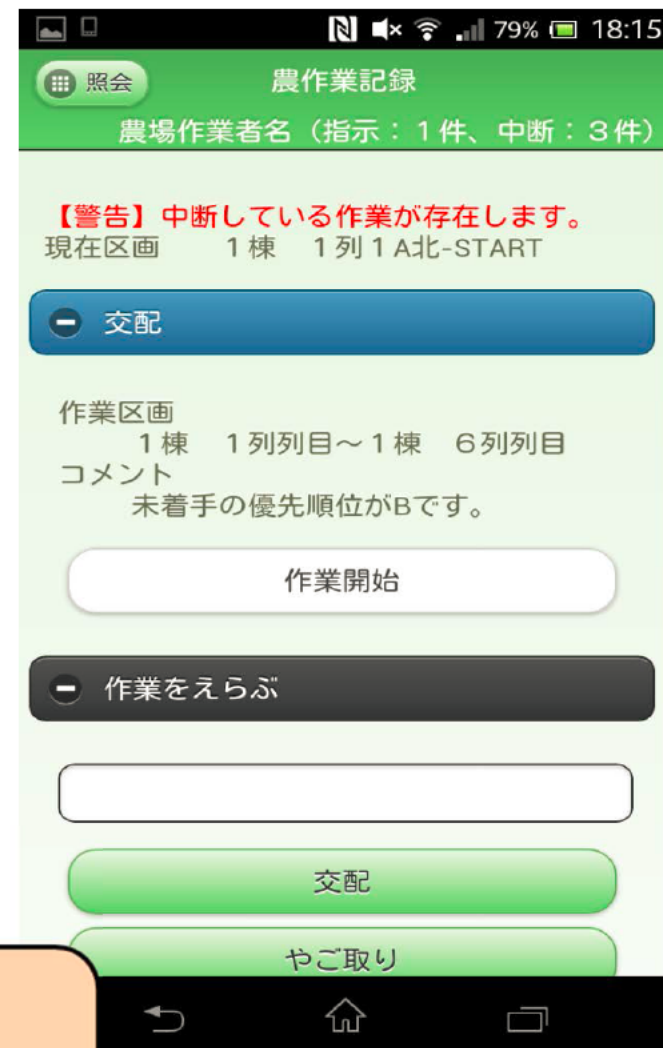 79% 18:15
照会 農作業記録
農場作業者名（指示：１件、中断：３件）
【警告】中断している作業が存在します。
現在区画　１棟　１列１A北-START
交配
作業区画
１棟　１列列目～１棟　６列列目
コメント
未着手の優先順位がBです。
作業開始
作業をえらぶ
交配
やご取り